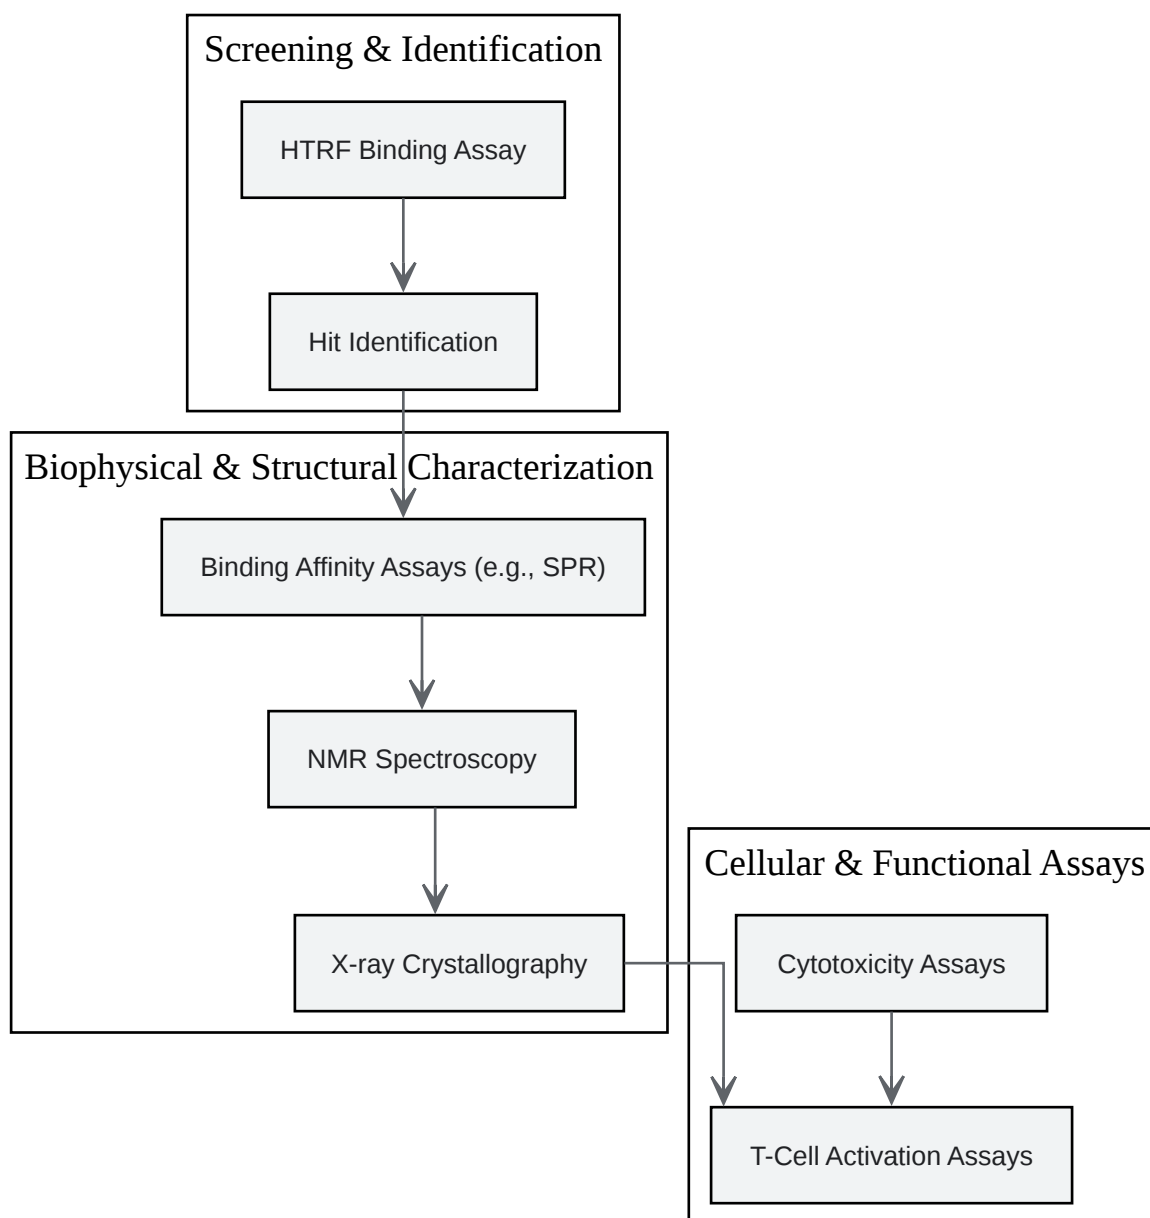 Screening & Identification
HTRF Binding Assay
Hit Identification
Biophysical & Structural Characterization
Binding Affinity Assays (e.g., SPR)
NMR Spectroscopy
X-ray Crystallography
Cellular & Functional Assays
Cytotoxicity Assays
T-Cell Activation Assays